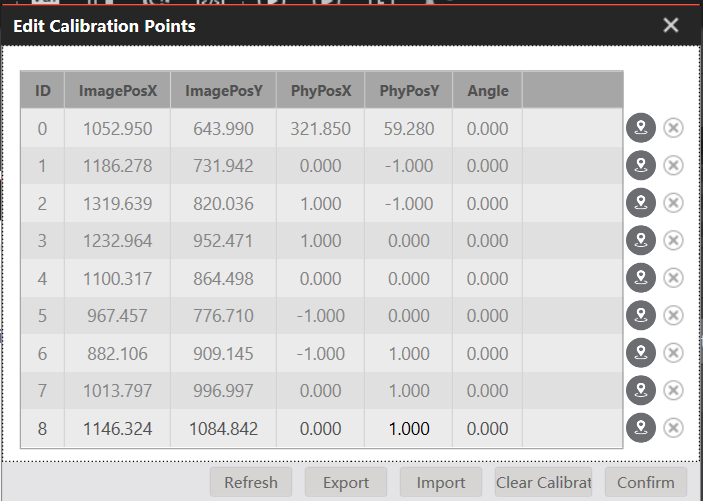 Edit Calibration Points
ID ImagePosX ImagePosY PhyPosX PhyPosY Angle
0 1052.950 643.990 321.850 59.280 0.000
1 1186.278 731.942 0.000 -1.000 0.000
2 1319.639 820.036 1.000 -1.000 0.000
3 1232.964 952.471 1.000 0.000 0.000
4 1100.317 864.498 0.000 0.000 0.000
5 967.457 776.710 -1.000 0.000 0.000
6 882.106 909.145 -1.000 1.000 0.000
7 1013.797 996.997 0.000 1.000 0.000
8 1146.324 1084.842 0.000 1.000 0.000
Refresh Export Import Clear Calibrat Confirm